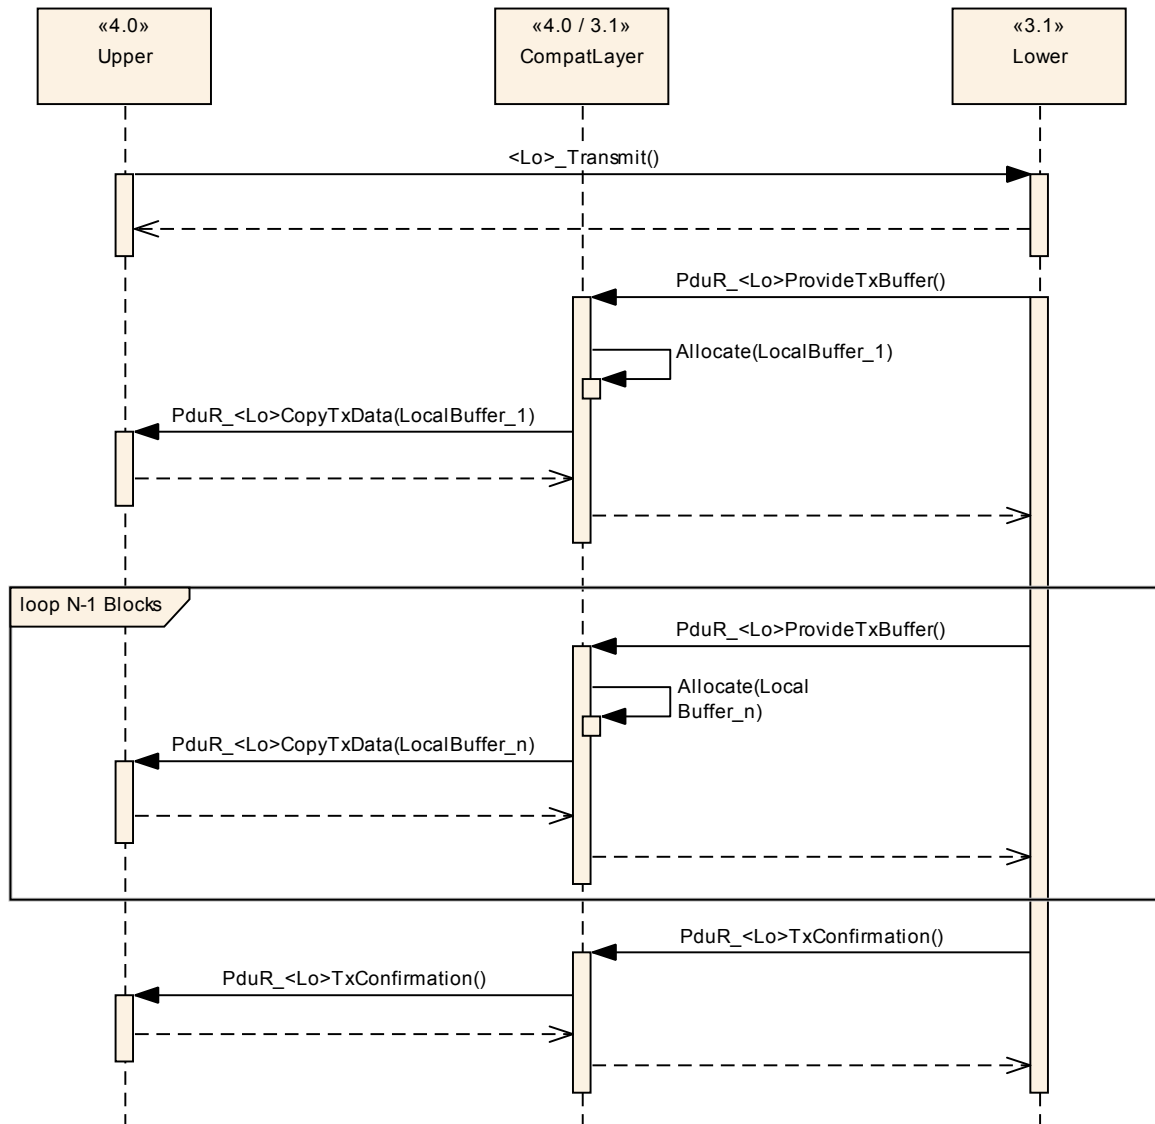 «4.0»
Upper
«4.0 / 3.1»
CompatLayer
«3.1»
Lower
<Lo>_Transmit()
PduR_<Lo>ProvideTxBuffer()
Allocate(LocalBuffer_1)
PduR_<Lo>CopyTxData(LocalBuffer_1)
loop N-1 Blocks
PduR_<Lo>ProvideTxBuffer()
Allocate(Local
Buffer_n)
PduR_<Lo>CopyTxData(LocalBuffer_n)
PduR_<Lo>TxConfirmation()
PduR_<Lo>TxConfirmation()